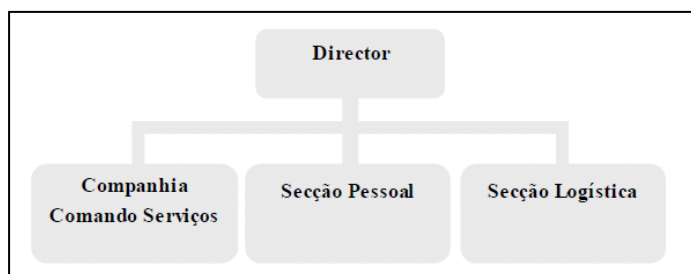 Director
Companhia
Comando Serviços
Secção Pessoal
Secção Logística